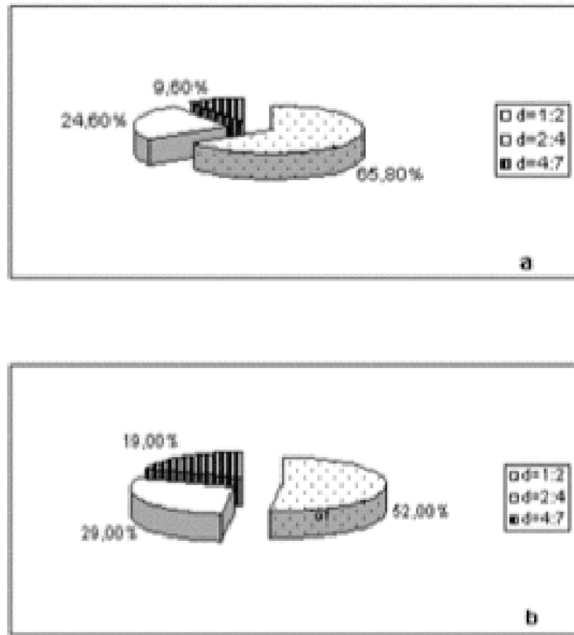 9,60%
24,60%
65,80%
d=1:2
d=2:4
d=4:7
a
19,00%
29,00%
52,00%
d=1:2
d=2:4
d=4:7
b